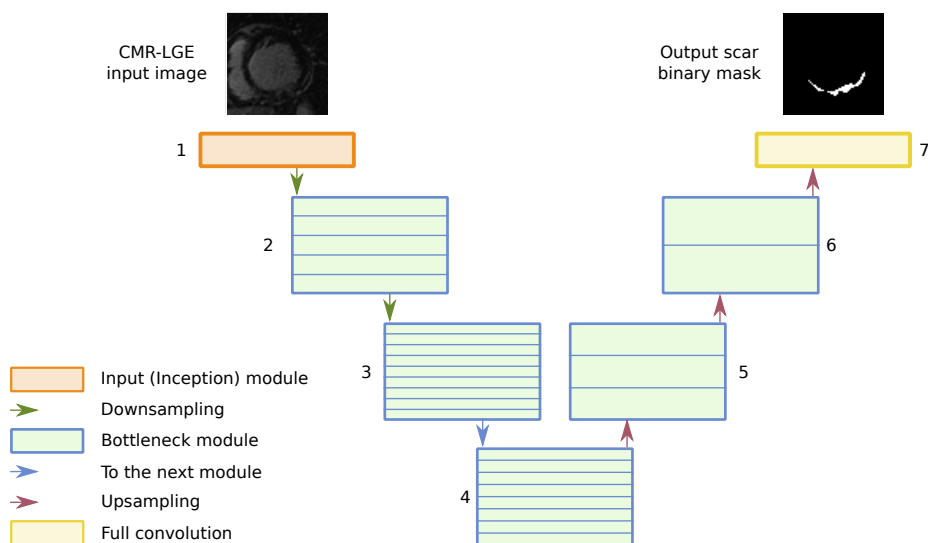 CMR-LGE
input image
Output scar
binary mask
1
7
2
6
3
5
4
Input (Inception) module
Downsampling
Bottleneck module
To the next module
Upsampling
Full convolution